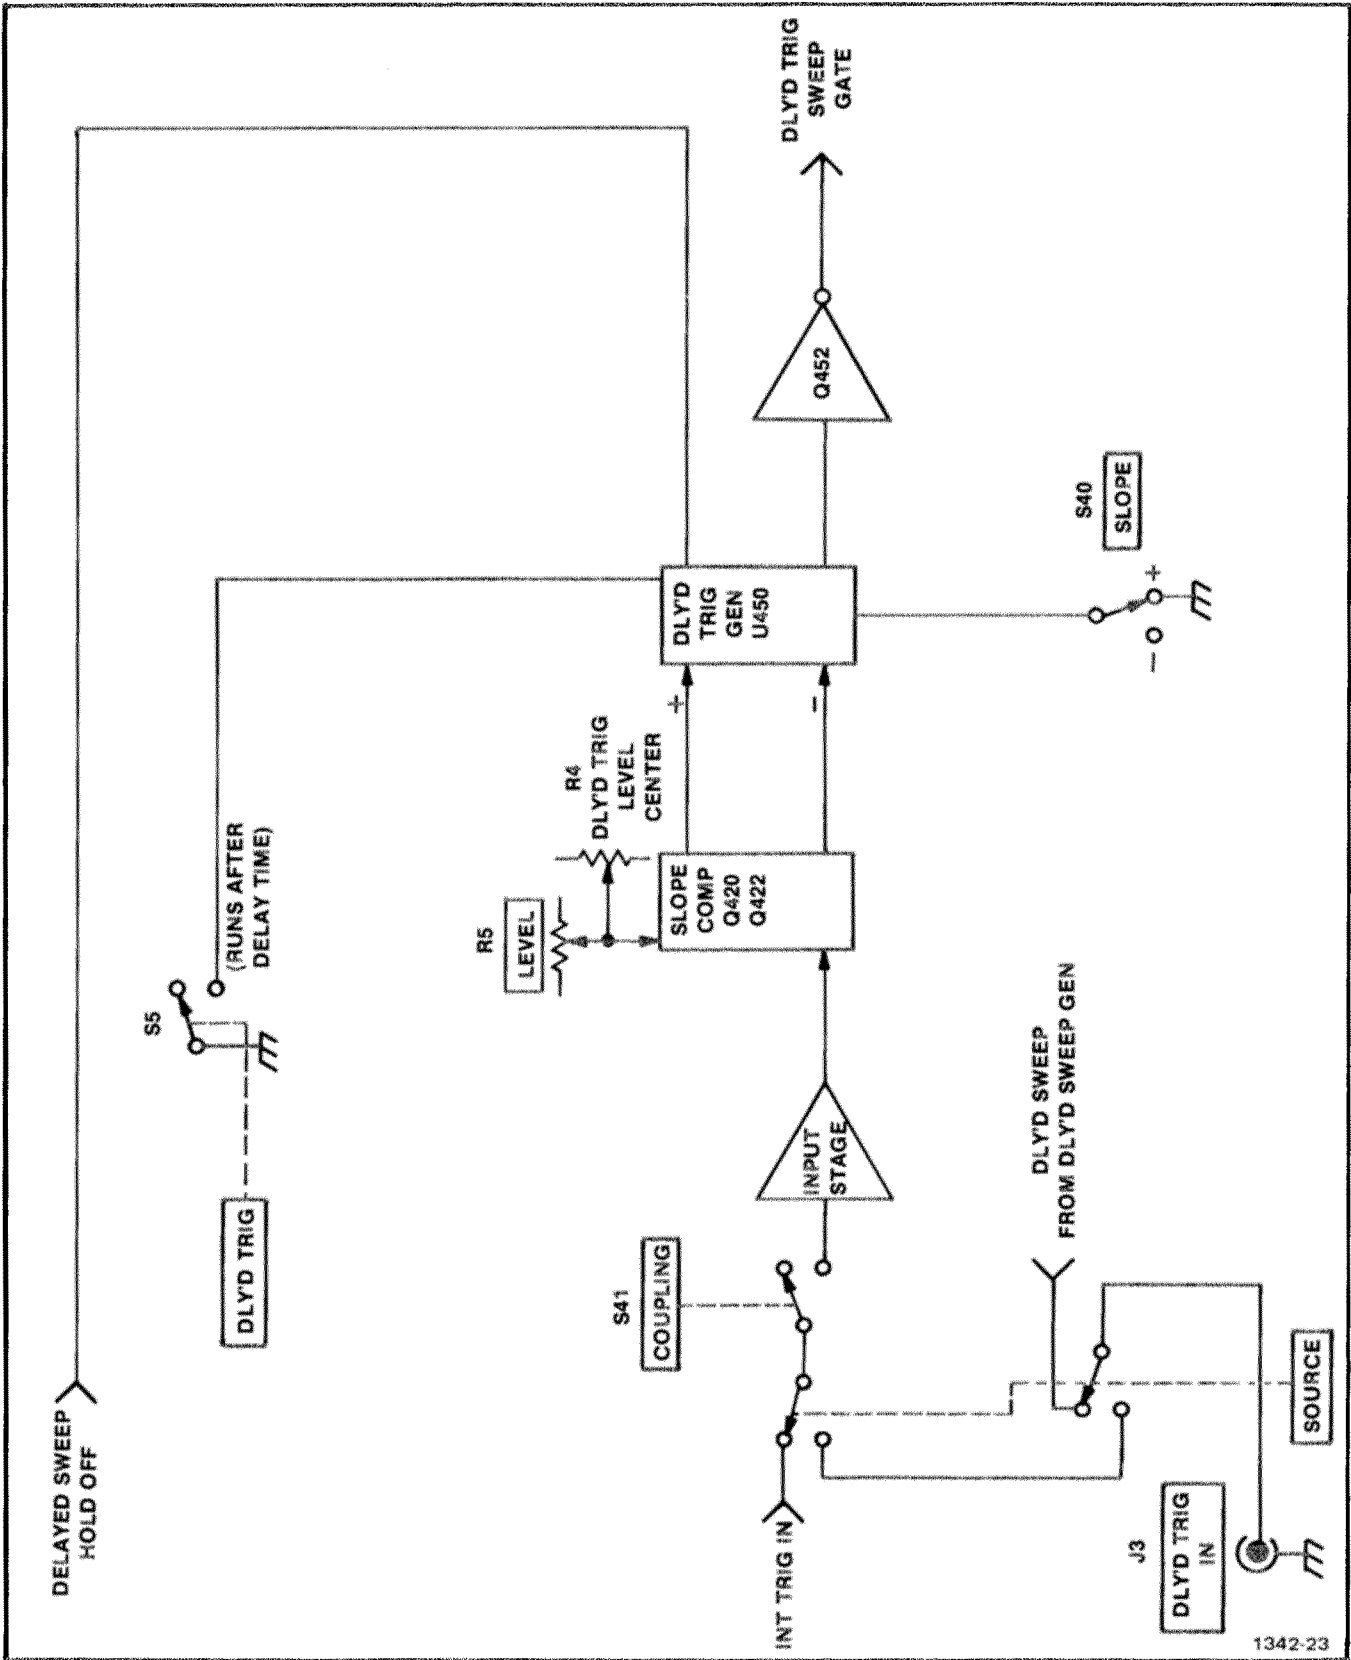 DELAYED SWEEP
HOLD OFF
DLY'D TRIG
S5
(RUNS AFTER
DELAY TIME)
INT TRIG IN
S41
COUPLING
INPUT
STAGE
R5
LEVEL
R4
DLY'D TRIG
LEVEL
CENTER
SLOPE
COMP
Q420
Q422
+
−
DLY'D
TRIG
GEN
U450
Q452
DLY'D TRIG
SWEEP
GATE
J3
DLY'D TRIG
IN
SOURCE
DLY'D SWEEP
FROM DLY'D SWEEP GEN
S40
SLOPE
−
+
1342-23